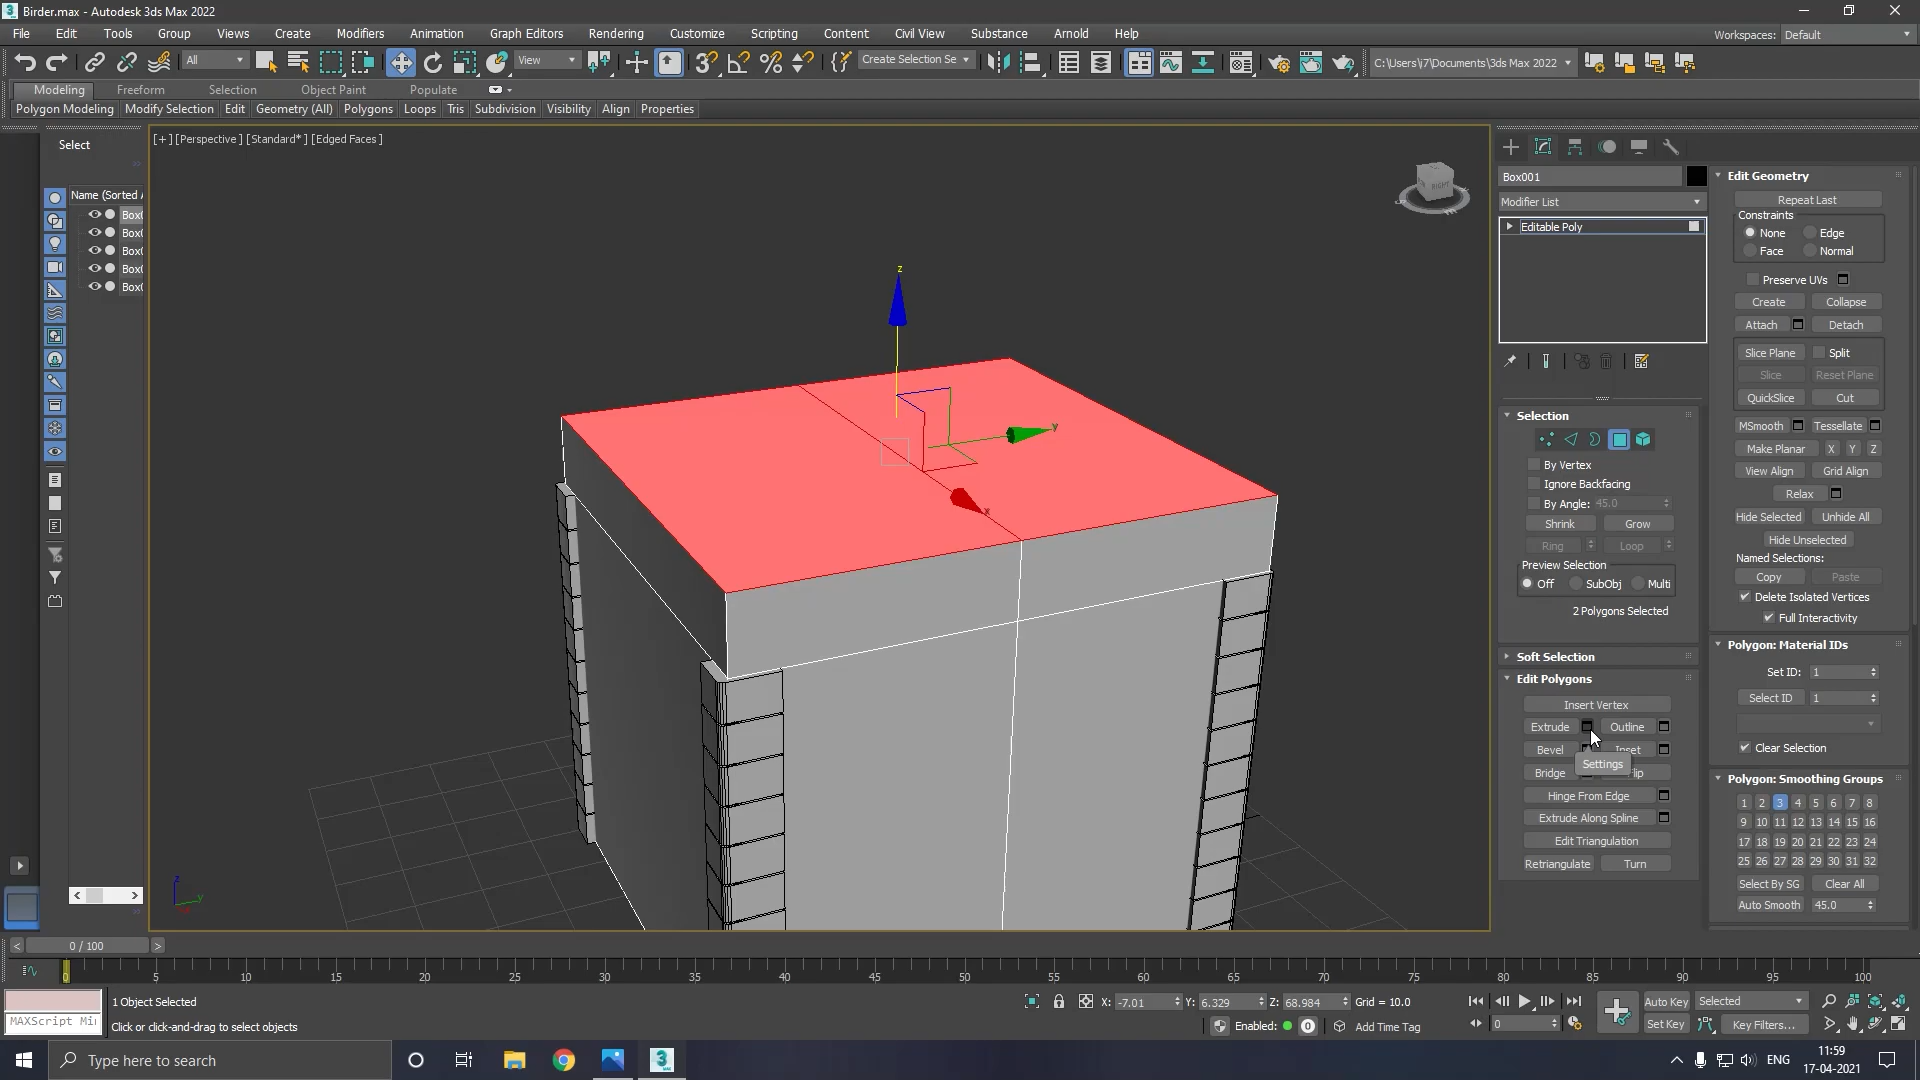 Birder.max - Autodesk 3ds Max 2022
File Edit Tools Group Views Create Modifiers Animation Graph Editors Rendering Customize Scripting Content Civil View Substance Arnold Help
Workspaces: Default
All View Create Selection Se C:\Users\i7\Documents\3ds Max 2022
Modeling Freeform Selection Object Paint Populate
Polygon Modeling Modify Selection Edit Geometry (All) Polygons Loops Tris Subdivision Visibility Align Properties
Select
Name (Sorted A
Box0
Box0
Box0
Box0
Box0
[+] [Perspective] [Standard*] [Edged Faces]
RIGHT
z
y
x
z
y
Box001
Modifier List
Editable Poly
Selection
By Vertex
Ignore Backfacing
By Angle: 45.0
Shrink Grow
Ring Loop
Preview Selection
Off SubObj Multi
2 Polygons Selected
Soft Selection
Edit Polygons
Insert Vertex
Extrude Outline
Bevel Inset
Settings
Bridge lip
Hinge From Edge
Extrude Along Spline
Edit Triangulation
Retriangulate Turn
Edit Geometry
Repeat Last
Constraints
None Edge
Face Normal
Preserve UVs
Create Collapse
Attach Detach
Slice Plane Split
Slice Reset Plane
QuickSlice Cut
MSmooth Tessellate
Make Planar X Y Z
View Align Grid Align
Relax
Hide Selected Unhide All
Hide Unselected
Named Selections:
Copy Paste
Delete Isolated Vertices
Full Interactivity
Polygon: Material IDs
Set ID: 1
Select ID 1
Clear Selection
Polygon: Smoothing Groups
1 2 3 4 5 6 7 8
9 10 11 12 13 14 15 16
17 18 19 20 21 22 23 24
25 26 27 28 29 30 31 32
Select By SG Clear All
Auto Smooth 45.0
< 0 / 100 >
0 5 10 15 20 25 30 35 40 45 50 55 60 65 70 75 80 85 90 95 100
1 Object Selected
MAXScript Mi
Click or click-and-drag to select objects
X: -7.01 Y: 6.329 Z: 68.984 Grid = 10.0
Enabled: 0 Add Time Tag
0
Auto Key Selected
Set Key Key Filters...
Type here to search
ENG
11:59
17-04-2021